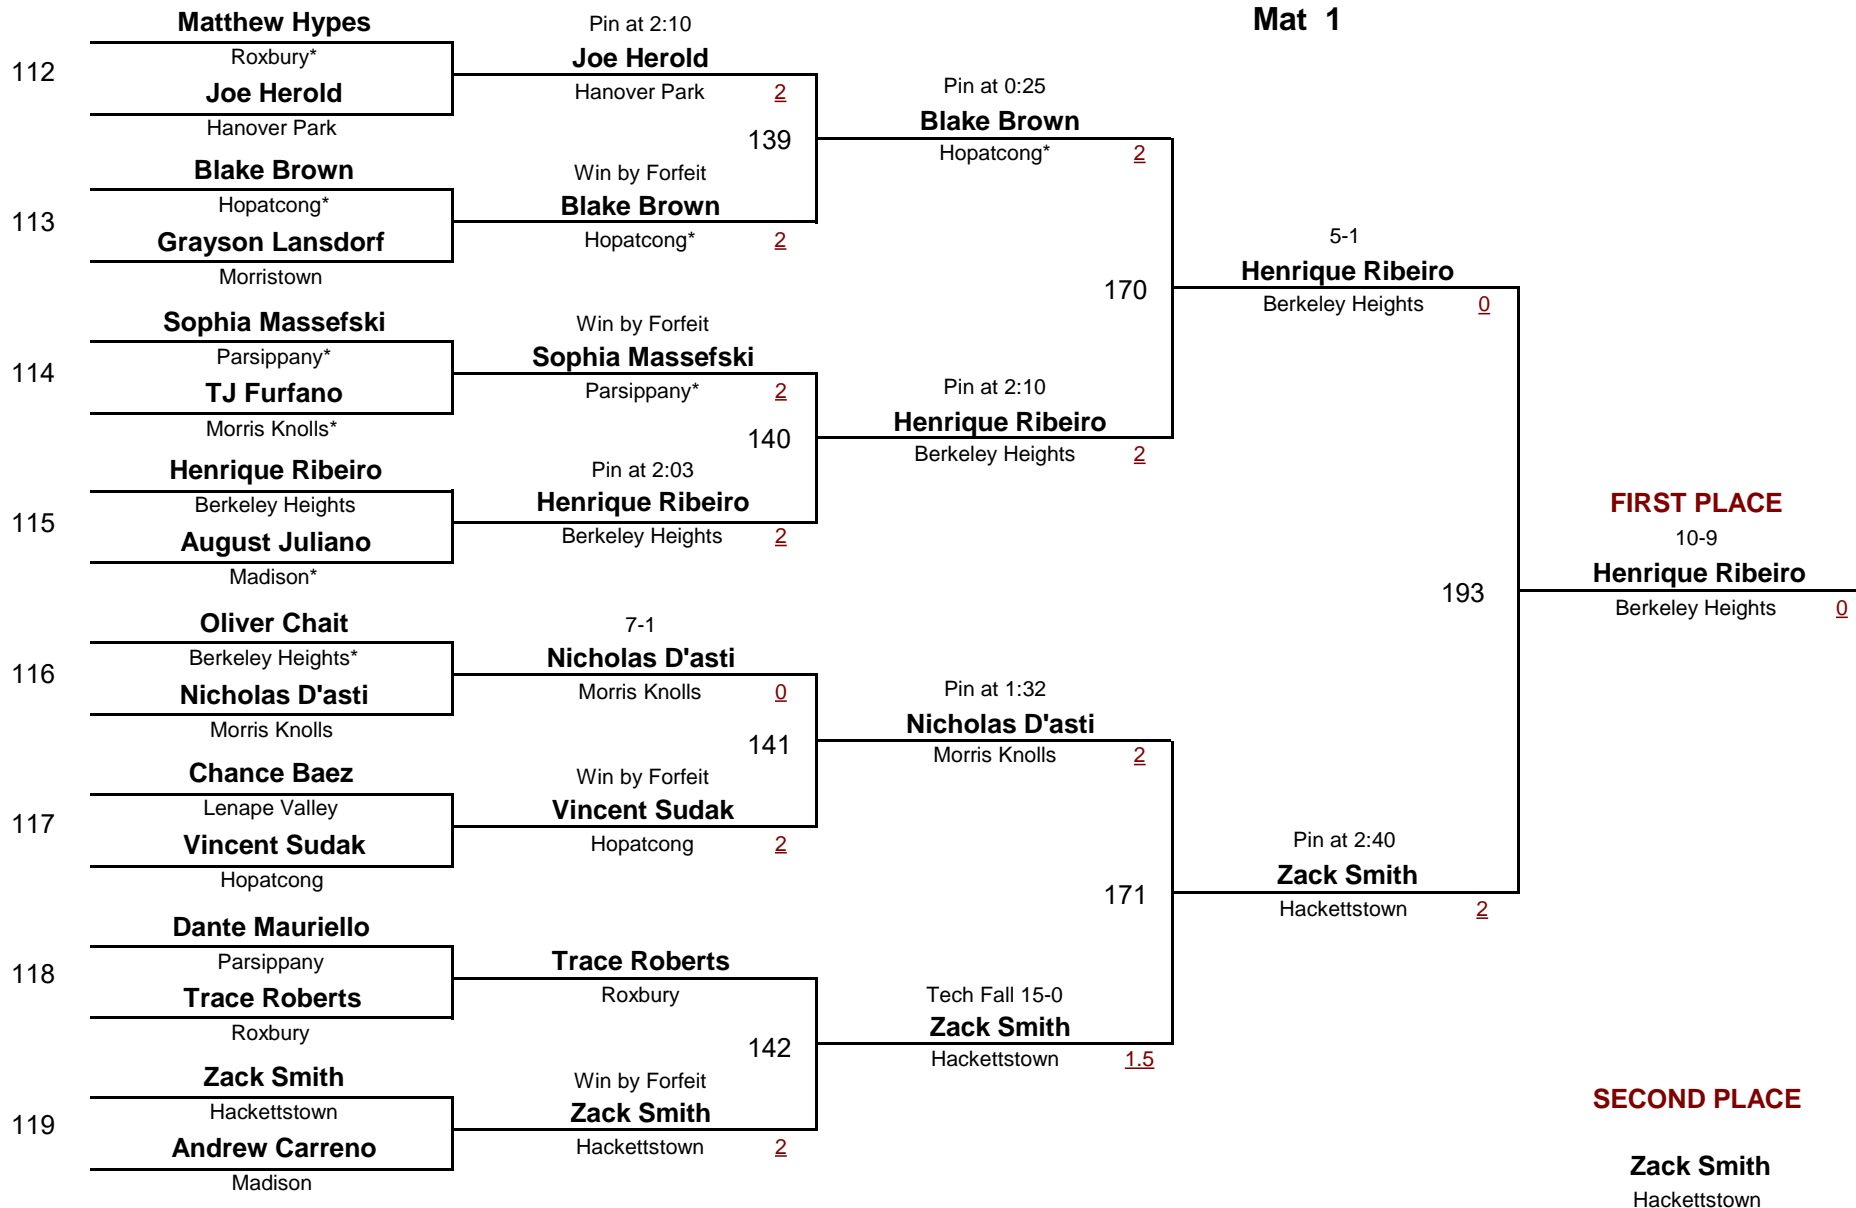 Mat 1
Matthew Hypes
112
Roxbury*
Joe Herold
Hanover Park
Blake Brown
113
Hopatcong*
Grayson Lansdorf
Morristown
Sophia Massefski
114
Parsippany*
TJ Furfano
Morris Knolls*
Henrique Ribeiro
115
Berkeley Heights
August Juliano
Madison*
Oliver Chait
116
Berkeley Heights*
Nicholas D'asti
Morris Knolls
Chance Baez
117
Lenape Valley
Vincent Sudak
Hopatcong
Dante Mauriello
118
Parsippany
Trace Roberts
Roxbury
Zack Smith
119
Hackettstown
Andrew Carreno
Madison
Pin at 2:10
Joe Herold
Hanover Park 2
139
Win by Forfeit
Blake Brown
Hopatcong* 2
Win by Forfeit
Sophia Massefski
Parsippany* 2
140
Pin at 2:03
Henrique Ribeiro
Berkeley Heights 2
7-1
Nicholas D'asti
Morris Knolls 0
141
Win by Forfeit
Vincent Sudak
Hopatcong 2
Trace Roberts
Roxbury
142
Win by Forfeit
Zack Smith
Hackettstown 2
Pin at 0:25
Blake Brown
Hopatcong* 2
170
Pin at 2:10
Henrique Ribeiro
Berkeley Heights 2
Pin at 1:32
Nicholas D'asti
Morris Knolls 2
171
Tech Fall 15-0
Zack Smith
Hackettstown 1.5
5-1
Henrique Ribeiro
Berkeley Heights 0
193
Pin at 2:40
Zack Smith
Hackettstown 2
FIRST PLACE
10-9
Henrique Ribeiro
Berkeley Heights 0
SECOND PLACE
Zack Smith
Hackettstown